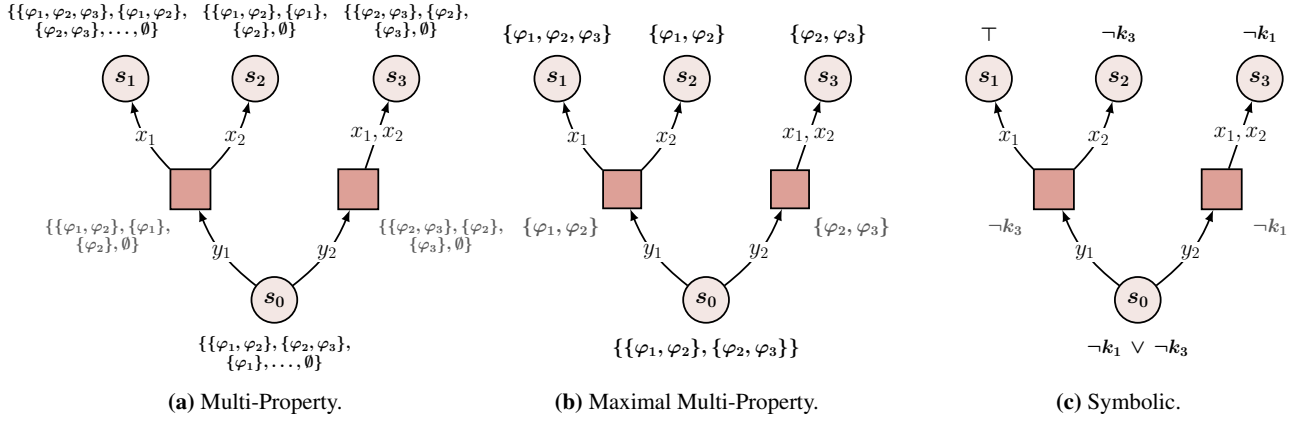 {{φ₁, φ₂, φ₃}, {φ₁, φ₂},
{φ₂, φ₃}, . . . , ∅}
{{φ₁, φ₂}, {φ₁},
{φ₂}, ∅}
{{φ₂, φ₃}, {φ₂},
{φ₃}, ∅}
s₁
s₂
s₃
x₁
x₂
x₁, x₂
{{φ₁, φ₂}, {φ₁},
{φ₂}, ∅}
{{φ₂, φ₃}, {φ₂},
{φ₃}, ∅}
y₁
y₂
s₀
{{φ₁, φ₂}, {φ₂, φ₃},
{φ₁}, . . . , ∅}
(a) Multi-Property.
{φ₁, φ₂, φ₃}
{φ₁, φ₂}
{φ₂, φ₃}
s₁
s₂
s₃
x₁
x₂
x₁, x₂
{φ₁, φ₂}
{φ₂, φ₃}
y₁
y₂
s₀
{{φ₁, φ₂}, {φ₂, φ₃}}
(b) Maximal Multi-Property.
⊤
¬k₃
¬k₁
s₁
s₂
s₃
x₁
x₂
x₁, x₂
¬k₃
¬k₁
y₁
y₂
s₀
¬k₁ ∨ ¬k₃
(c) Symbolic.